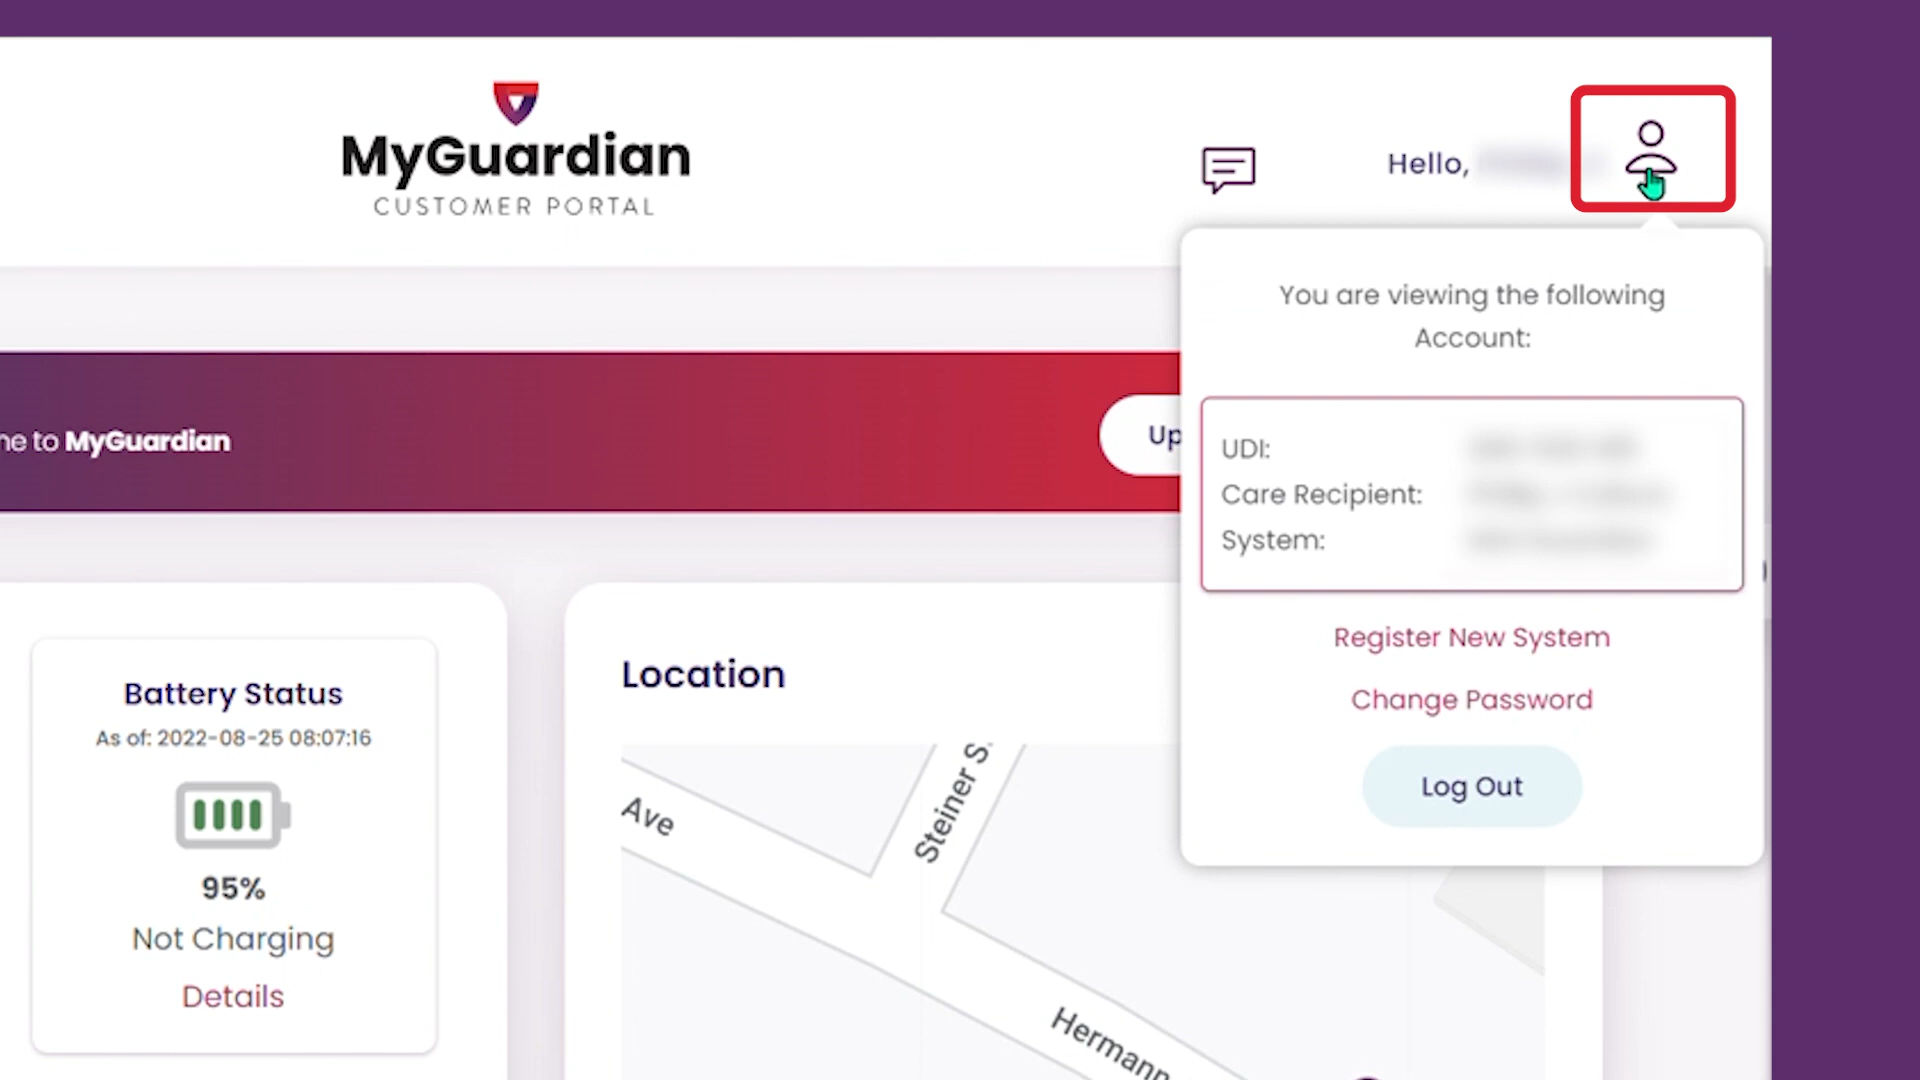 MyGuardian
CUSTOMER PORTAL
Hello,
You are viewing the following
Account:
UDI:
Care Recipient:
System:
Register New System
Change Password
Log Out
to MyGuardian
Up
Battery Status
As of: 2022-08-25 08:07:16
95%
Not Charging
Details
Location
Ave
Steiner S
Hermann